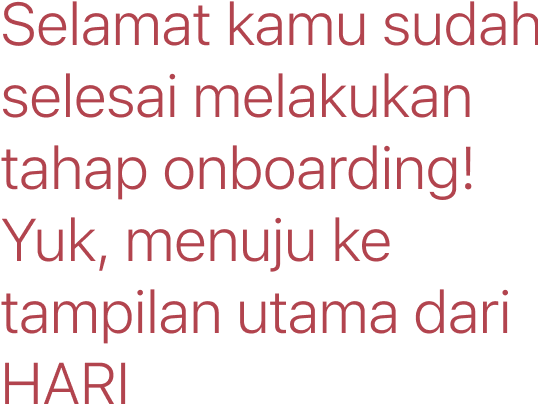 Selamat kamu sudah
selesai melakukan
tahap onboarding!
Yuk, menuju ke
tampilan utama dari
HARI